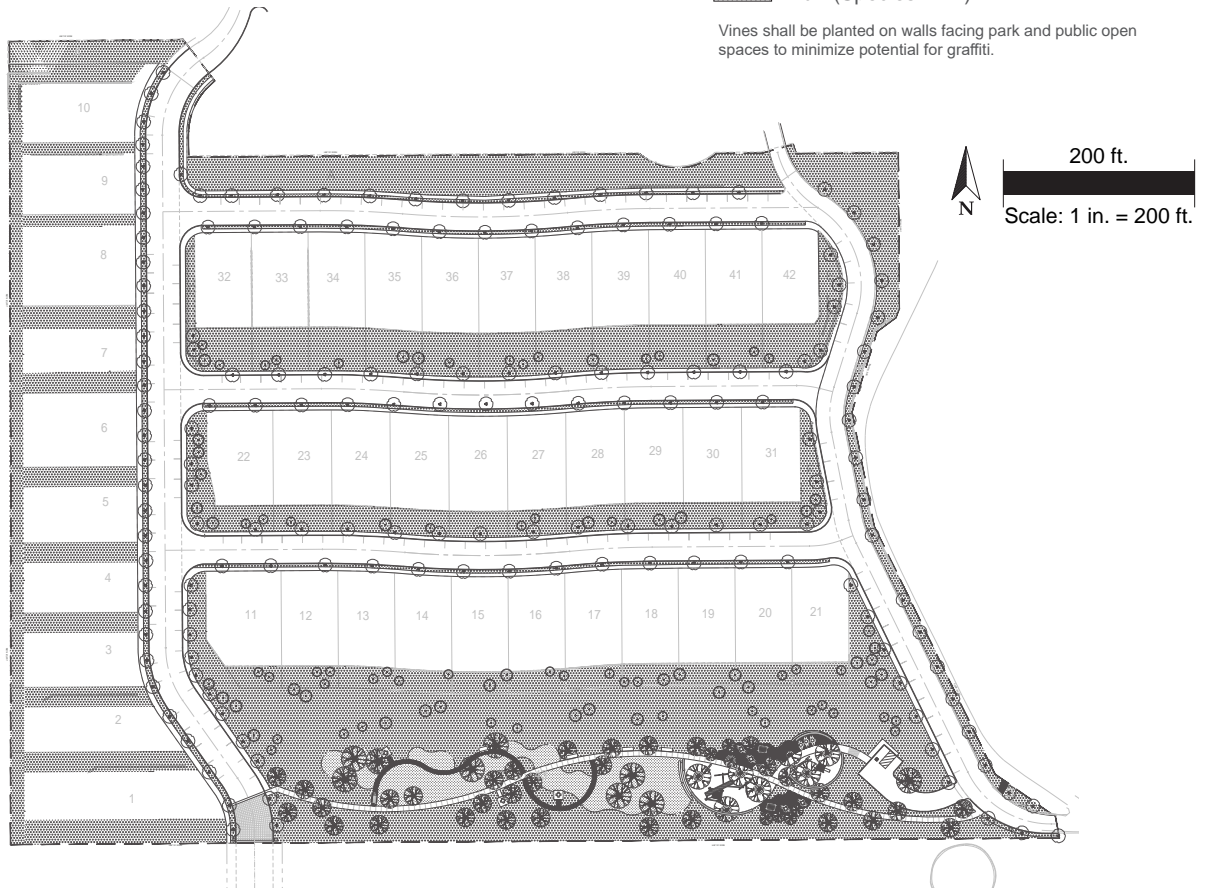 Vines shall be planted on walls facing park and public open
spaces to minimize potential for graffiti.
200 ft.
N
Scale: 1 in. = 200 ft.
10
9
8
7
6
5
4
3
2
1
32 33 34 35 36 37 38 39 40 41 42
22 23 24 25 26 27 28 29 30 31
11 12 13 14 15 16 17 18 19 20 21